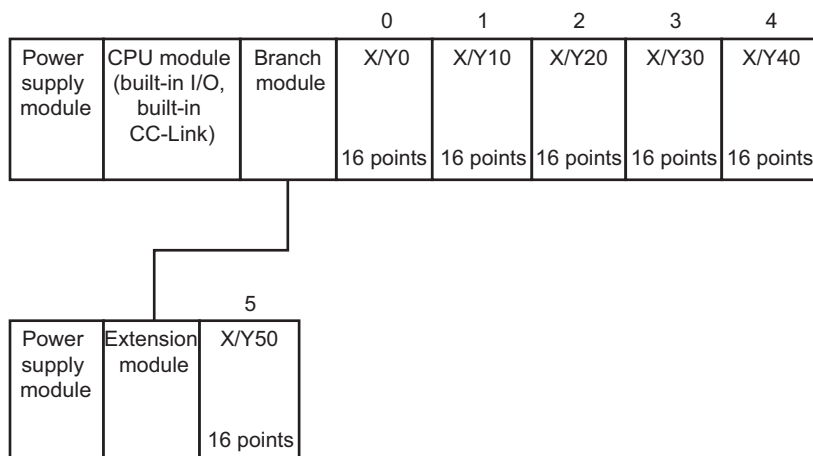 0 1 2 3 4
Power supply module
CPU module (built-in I/O, built-in CC-Link)
Branch module
X/Y0
16 points
X/Y10
16 points
X/Y20
16 points
X/Y30
16 points
X/Y40
16 points
5
Power supply module
Extension module
X/Y50
16 points